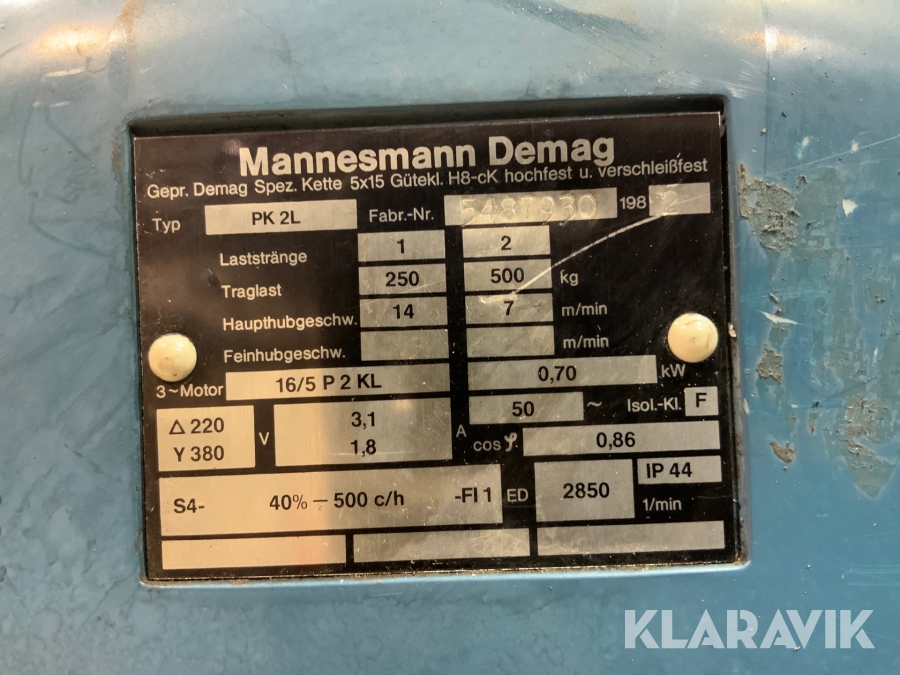 Mannesmann Demag
Gepr. Demag Spez. Kette 5x15 Gütekl. H8-cK hochfest u. verschleißfest
Typ PK 2L Fabr.-Nr. 5487930 198 2
Laststränge 1 2
Traglast 250 500 kg
Haupthubgeschw. 14 7 m/min
Feinhubgeschw. m/min
3~Motor 16/5 P 2 KL 0,70 kW
50 ~ Isol.-Kl. F
Δ 220 V 3,1 A
Y 380 1,8 cos φ. 0,86
IP 44
S4- 40% – 500 c/h -FI 1 ED 2850 1/min
KLARAVIK